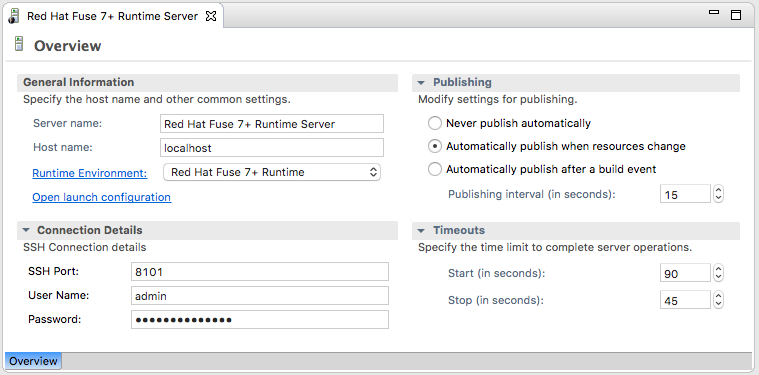 Red Hat Fuse 7+ Runtime Server
Overview
General Information
Specify the host name and other common settings.
Server name: Red Hat Fuse 7+ Runtime Server
Host name: localhost
Runtime Environment: Red Hat Fuse 7+ Runtime
Open launch configuration
Connection Details
SSH Connection details
SSH Port: 8101
User Name: admin
Password: ●●●●●●●●●●●●●●
Publishing
Modify settings for publishing.
Never publish automatically
Automatically publish when resources change
Automatically publish after a build event
Publishing interval (in seconds): 15
Timeouts
Specify the time limit to complete server operations.
Start (in seconds): 90
Stop (in seconds): 45
Overview